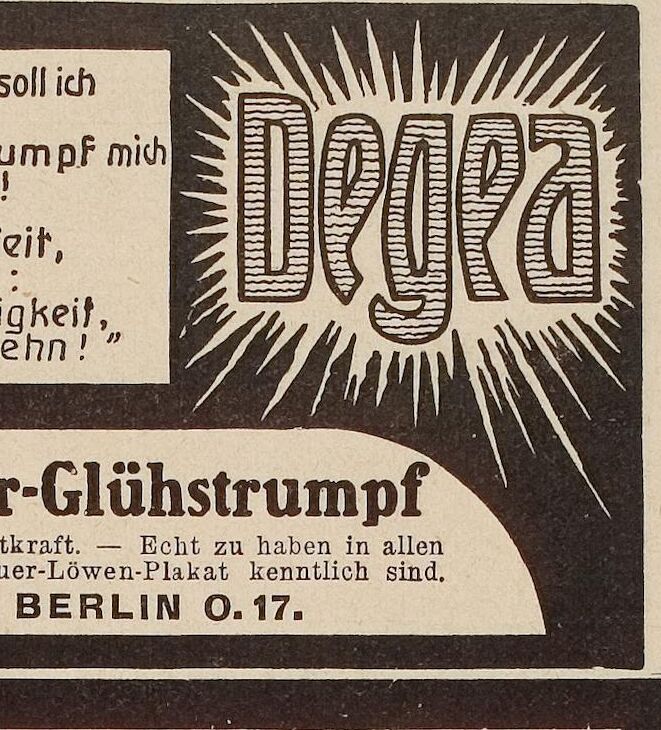 soll ich
umpf mich
!
eit,
:
igkeit,
ehn! "
Degea
r-Glühstrumpf
tkraft. — Echt zu haben in allen
uer-Löwen-Plakat kenntlich sind.
BERLIN O. 17.